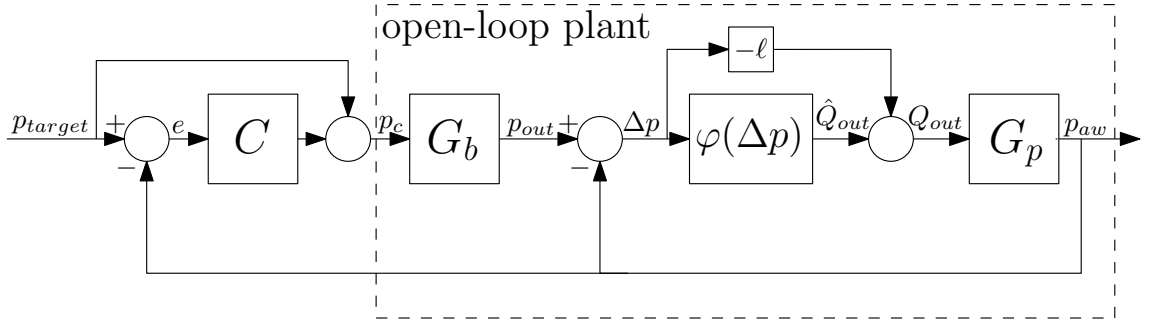 open-loop plant
−ℓ
p_target
+
−
e
C
p_c
G_b
p_out
+
−
Δp
φ(Δp)
Q̂_out
Q_out
G_p
p_aw